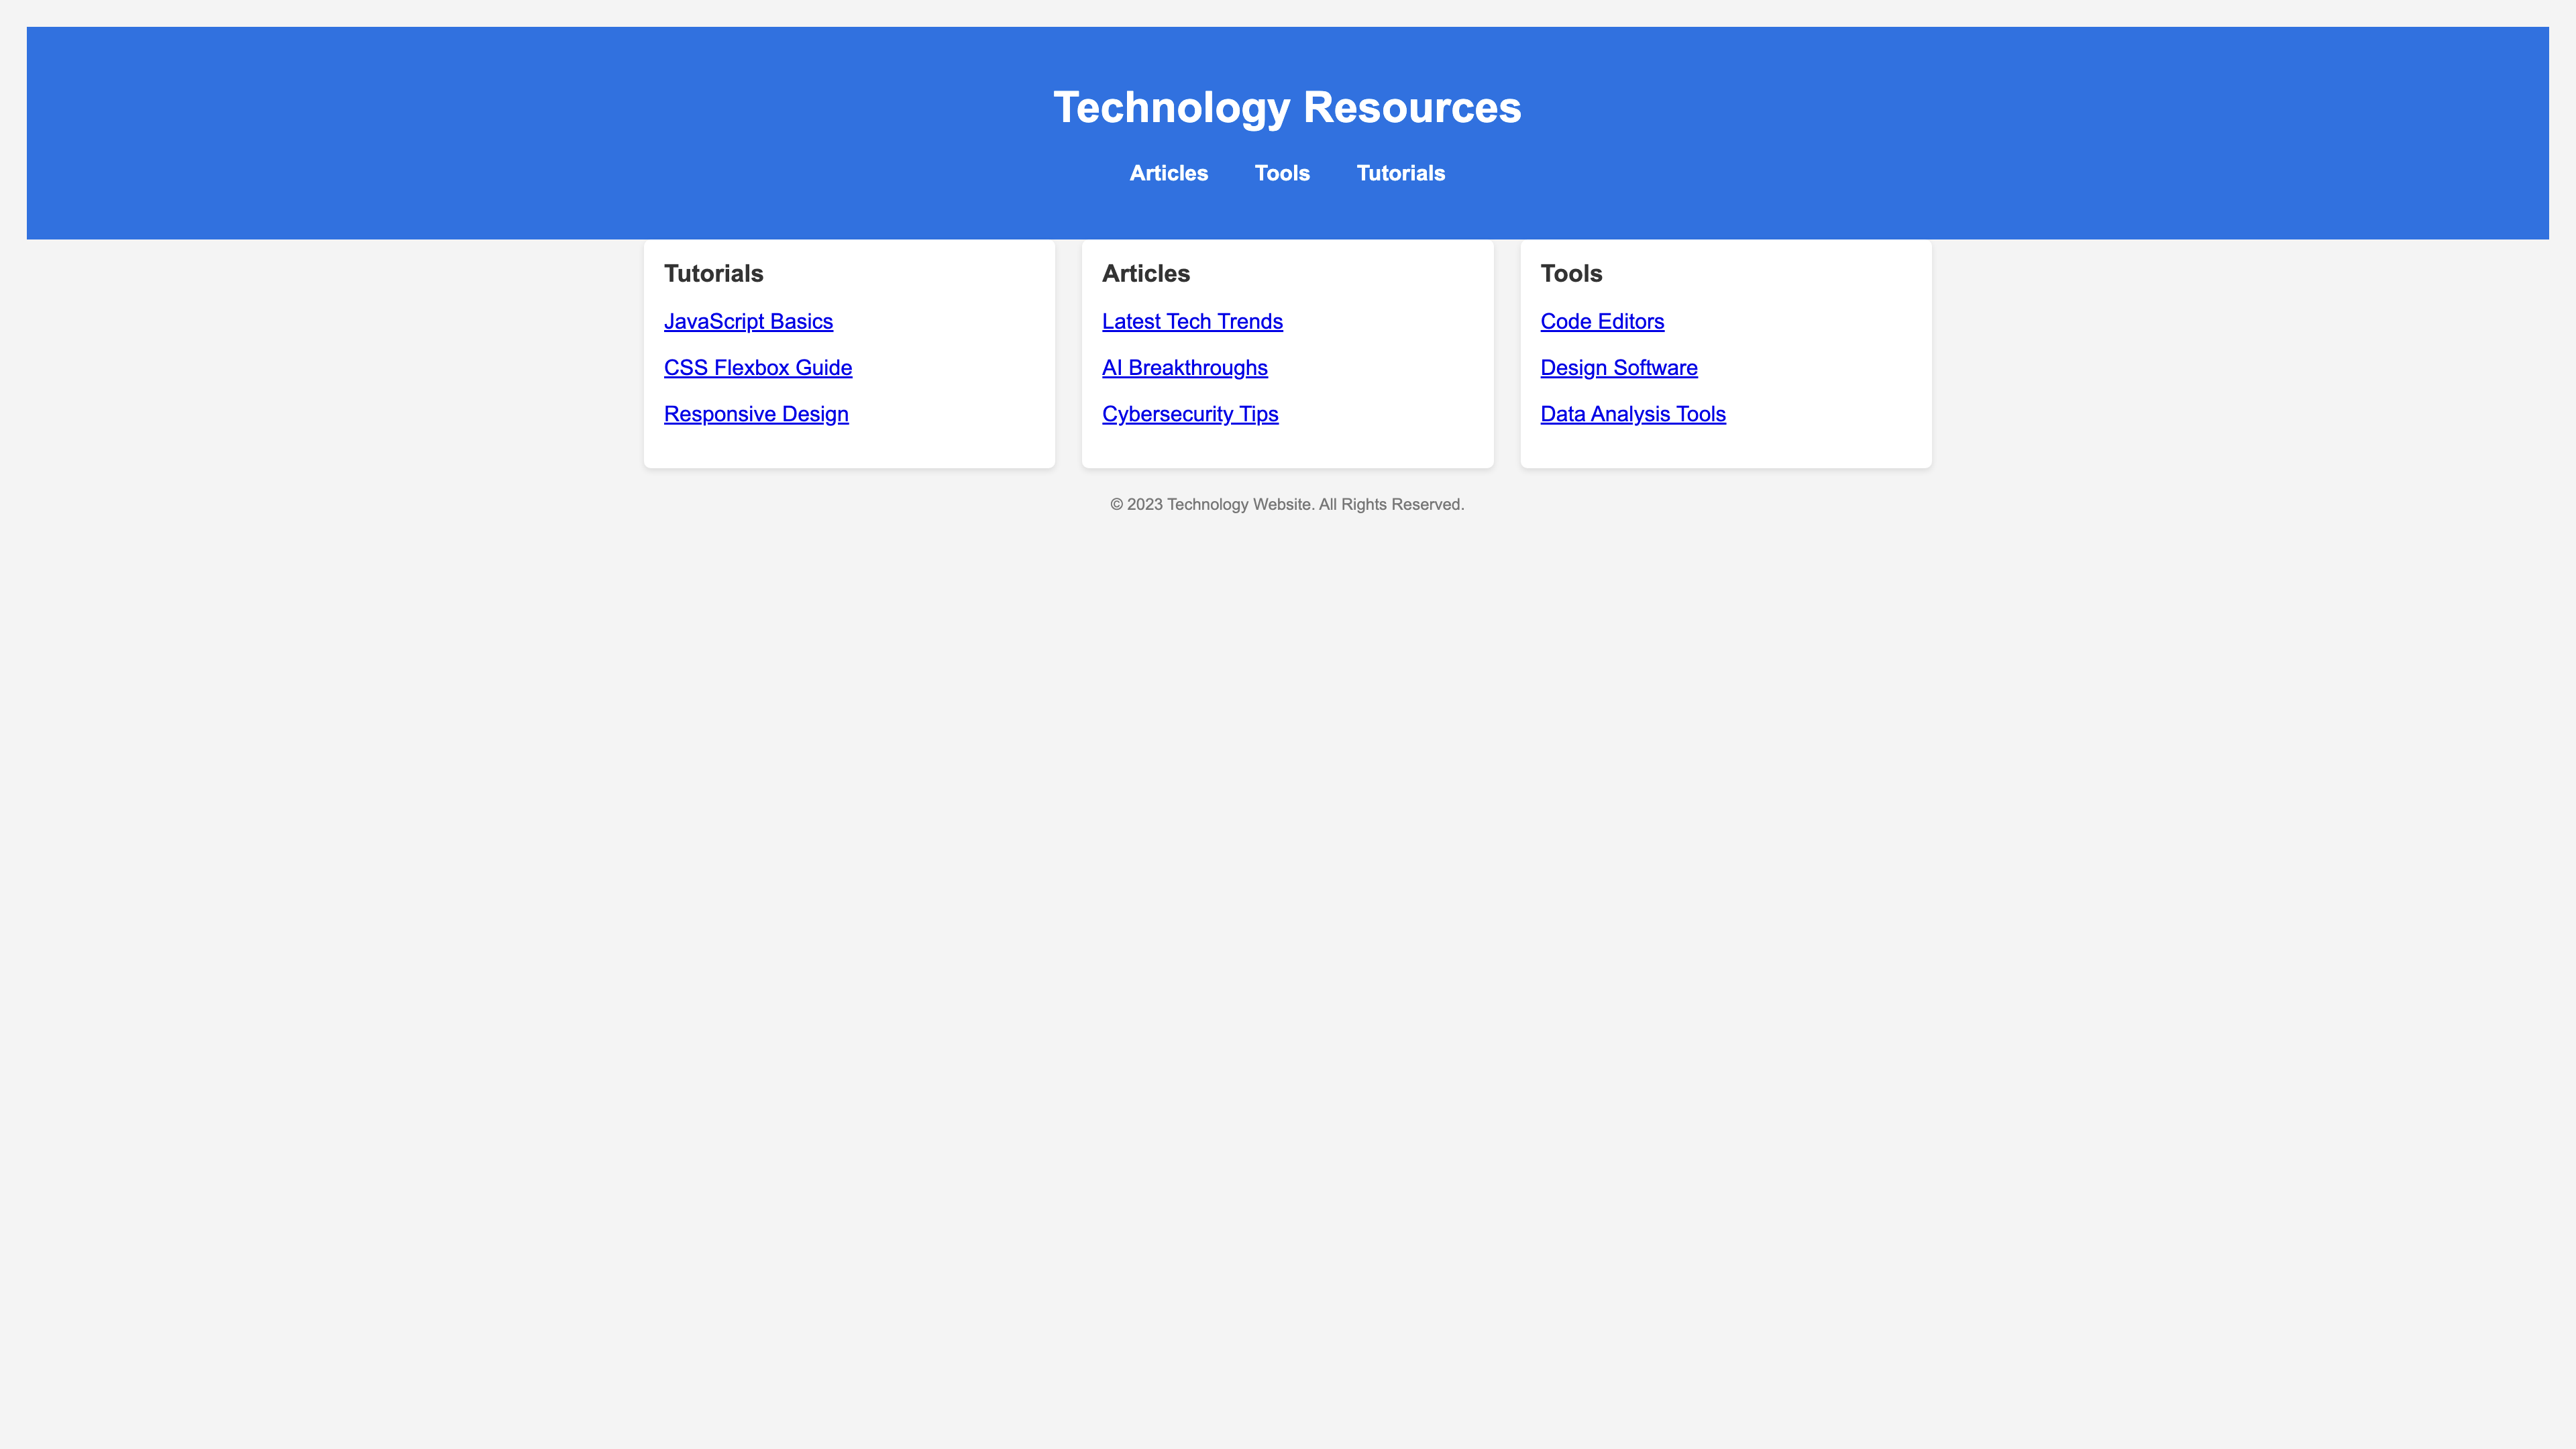 Technology Resources
Articles Tools Tutorials
Tutorials
JavaScript Basics
CSS Flexbox Guide
Responsive Design
Articles
Latest Tech Trends
AI Breakthroughs
Cybersecurity Tips
Tools
Code Editors
Design Software
Data Analysis Tools
© 2023 Technology Website. All Rights Reserved.